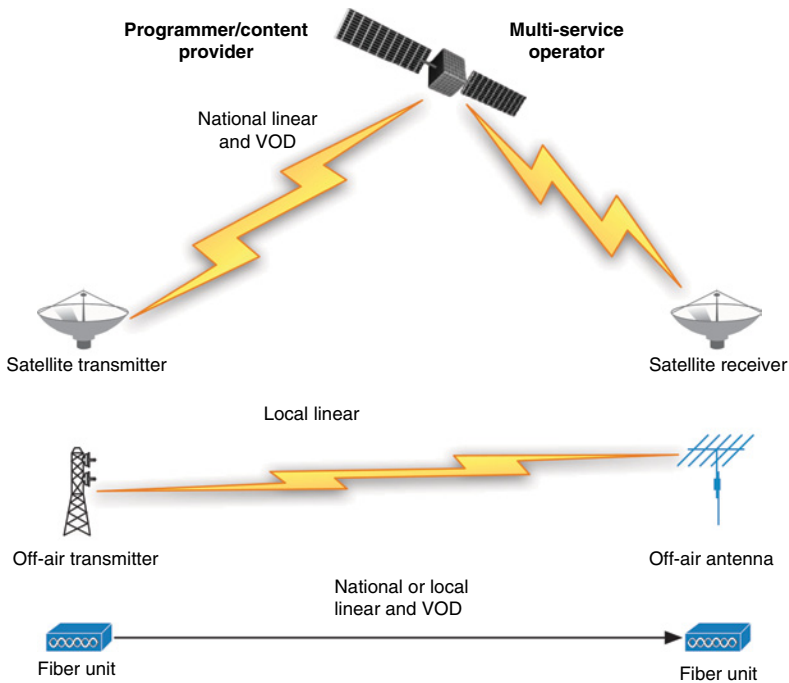 Programmer/content
provider
Multi-service
operator
National linear
and VOD
Satellite transmitter
Satellite receiver
Local linear
Off-air transmitter
Off-air antenna
National or local
linear and VOD
Fiber unit
Fiber unit